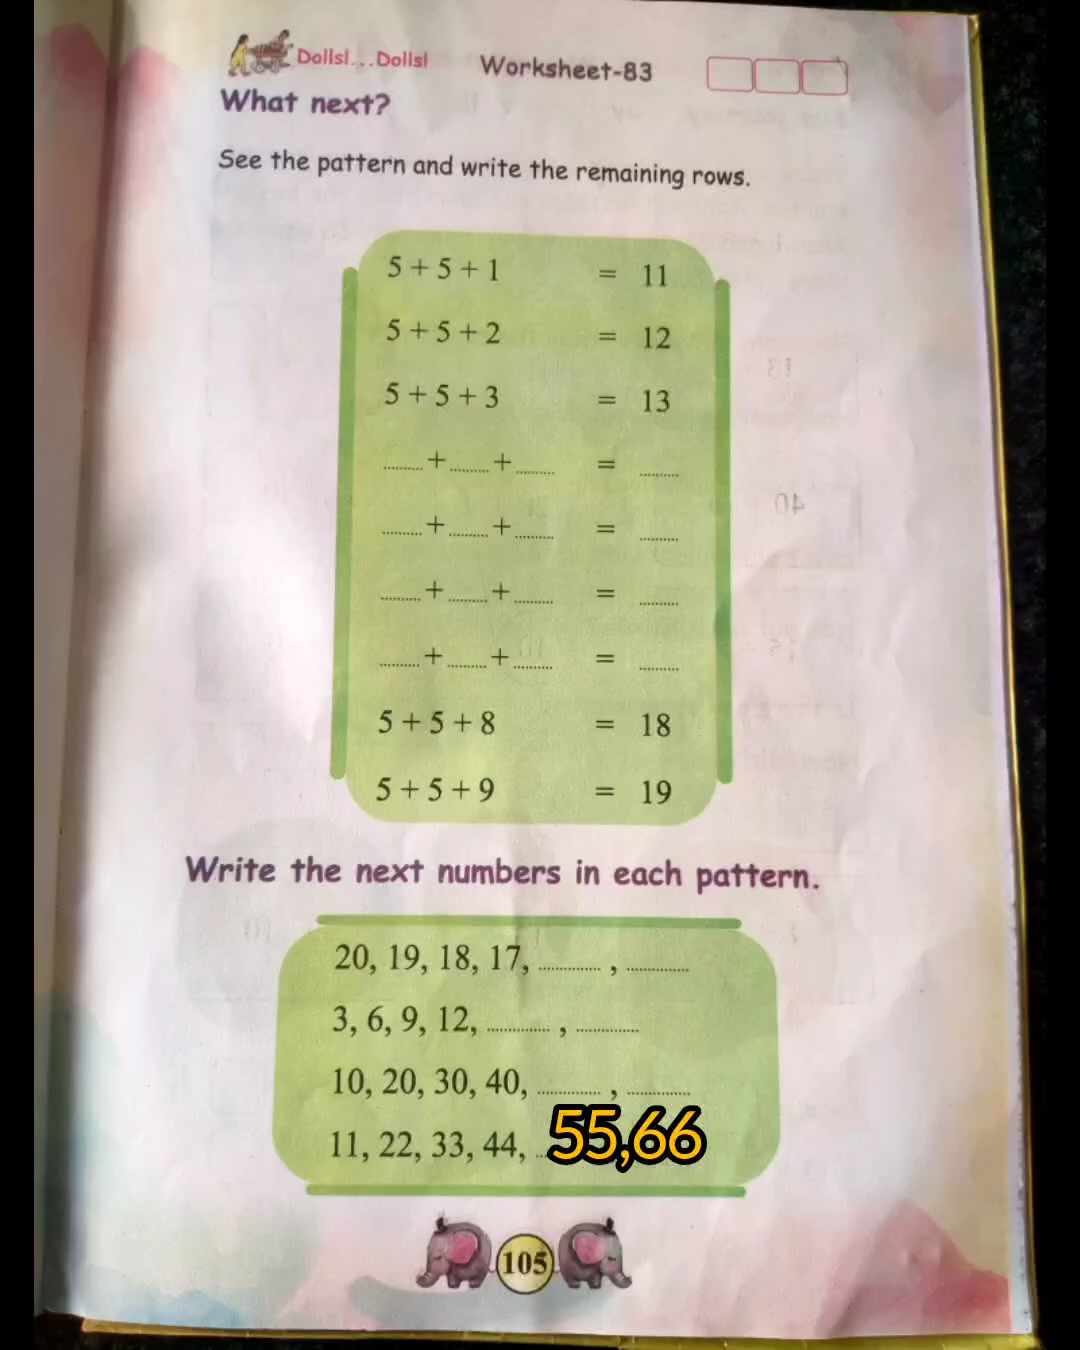 Dolls!...Dolls! Worksheet-83
What next?
See the pattern and write the remaining rows.
5 + 5 + 1 = 11
5 + 5 + 2 = 12
5 + 5 + 3 = 13
.........+.........+......... = .........
.........+.........+......... = .........
.........+.........+......... = .........
.........+.........+......... = .........
5 + 5 + 8 = 18
5 + 5 + 9 = 19
Write the next numbers in each pattern.
20, 19, 18, 17, .............. , ..............
3, 6, 9, 12, .............. , ..............
10, 20, 30, 40, .............. , ..............
11, 22, 33, 44, ..55,66
105